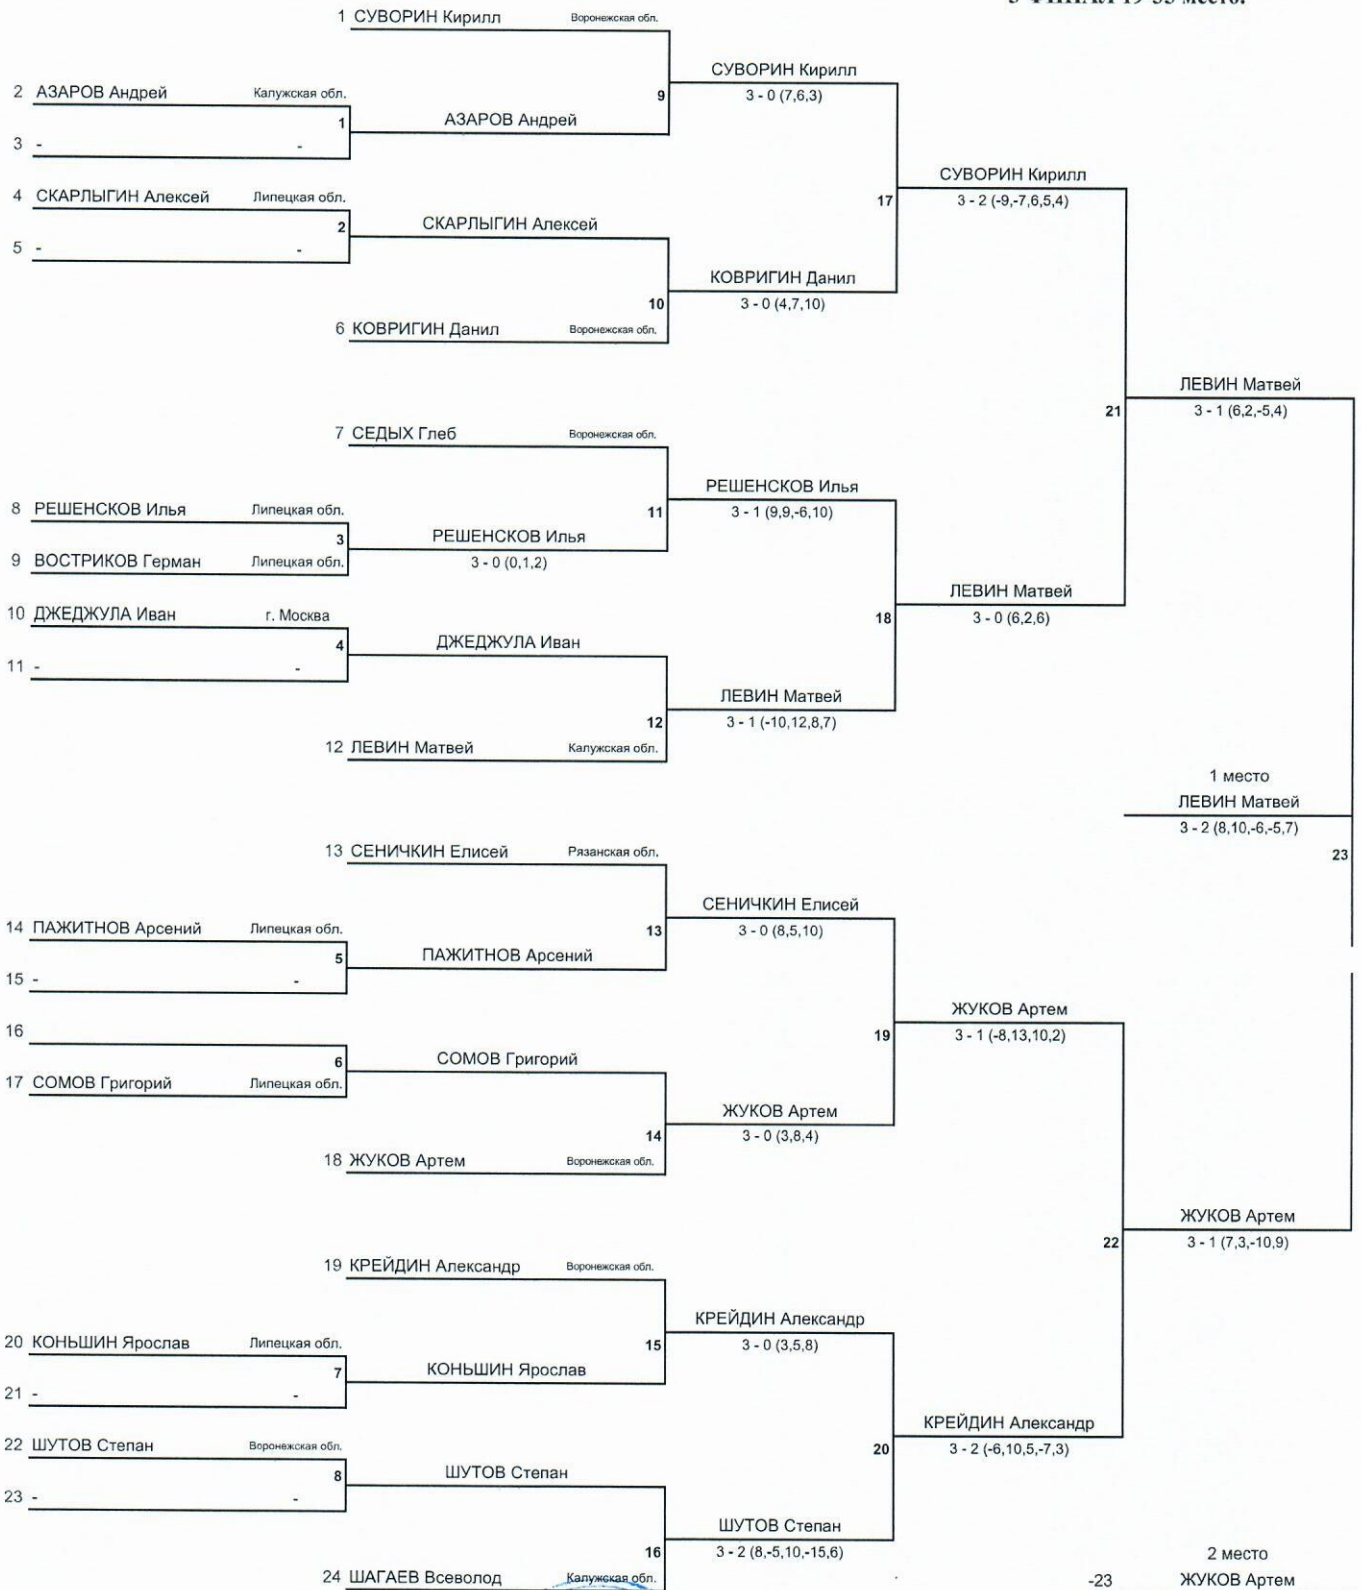 1 СУВОРИН Кирилл Воронежская обл.
СУВОРИН Кирилл
2 АЗАРОВ Андрей Калужская обл.
9 3 - 0 (7,6,3)
1 АЗАРОВ Андрей
3 - -
СУВОРИН Кирилл
4 СКАРЛЫГИН Алексей Липецкая обл.
17 3 - 2 (-9,-7,6,5,4)
2 СКАРЛЫГИН Алексей
5 - -
КОВРИГИН Данил
10 3 - 0 (4,7,10)
6 КОВРИГИН Данил Воронежская обл.
ЛЕВИН Матвей
21 3 - 1 (6,2,-5,4)
7 СЕДЫХ Глеб Воронежская обл.
РЕШЕНСКОВ Илья
8 РЕШЕНСКОВ Илья Липецкая обл.
11 3 - 1 (9,9,-6,10)
3 РЕШЕНСКОВ Илья
9 ВОСТРИКОВ Герман Липецкая обл.
3 - 0 (0,1,2)
ЛЕВИН Матвей
10 ДЖЕДЖУЛА Иван г. Москва
18 3 - 0 (6,2,6)
4 ДЖЕДЖУЛА Иван
11 - -
ЛЕВИН Матвей
12 3 - 1 (-10,12,8,7)
12 ЛЕВИН Матвей Калужская обл.
1 место
ЛЕВИН Матвей
3 - 2 (8,10,-6,-5,7)
23
13 СЕНИЧКИН Елисей Рязанская обл.
СЕНИЧКИН Елисей
14 ПАЖИТНОВ Арсений Липецкая обл.
13 3 - 0 (8,5,10)
5 ПАЖИТНОВ Арсений
15 - -
ЖУКОВ Артем
16
19 3 - 1 (-8,13,10,2)
6 СОМОВ Григорий
17 СОМОВ Григорий Липецкая обл.
ЖУКОВ Артем
14 3 - 0 (3,8,4)
18 ЖУКОВ Артем Воронежская обл.
ЖУКОВ Артем
22 3 - 1 (7,3,-10,9)
19 КРЕЙДИН Александр Воронежская обл.
КРЕЙДИН Александр
20 КОНЬШИН Ярослав Липецкая обл.
15 3 - 0 (3,5,8)
7 КОНЬШИН Ярослав
21 - -
КРЕЙДИН Александр
22 ШУТОВ Степан Воронежская обл.
20 3 - 2 (-6,10,5,-7,3)
8 ШУТОВ Степан
23 - -
ШУТОВ Степан
16 3 - 2 (8,-5,10,-15,6)
2 место
24 ШАГАЕВ Всеволод Калужская обл.
-23 ЖУКОВ Артем